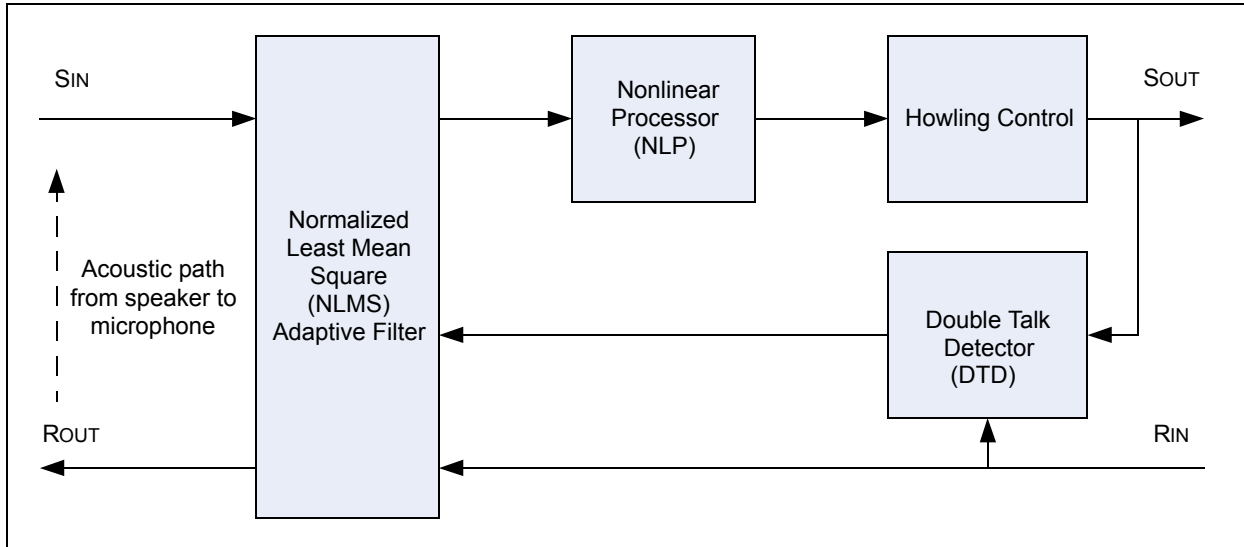 SIN
Nonlinear
Processor
(NLP)
Howling Control
SOUT
Normalized
Least Mean
Square
(NLMS)
Adaptive Filter
Acoustic path
from speaker to
microphone
Double Talk
Detector
(DTD)
ROUT
RIN